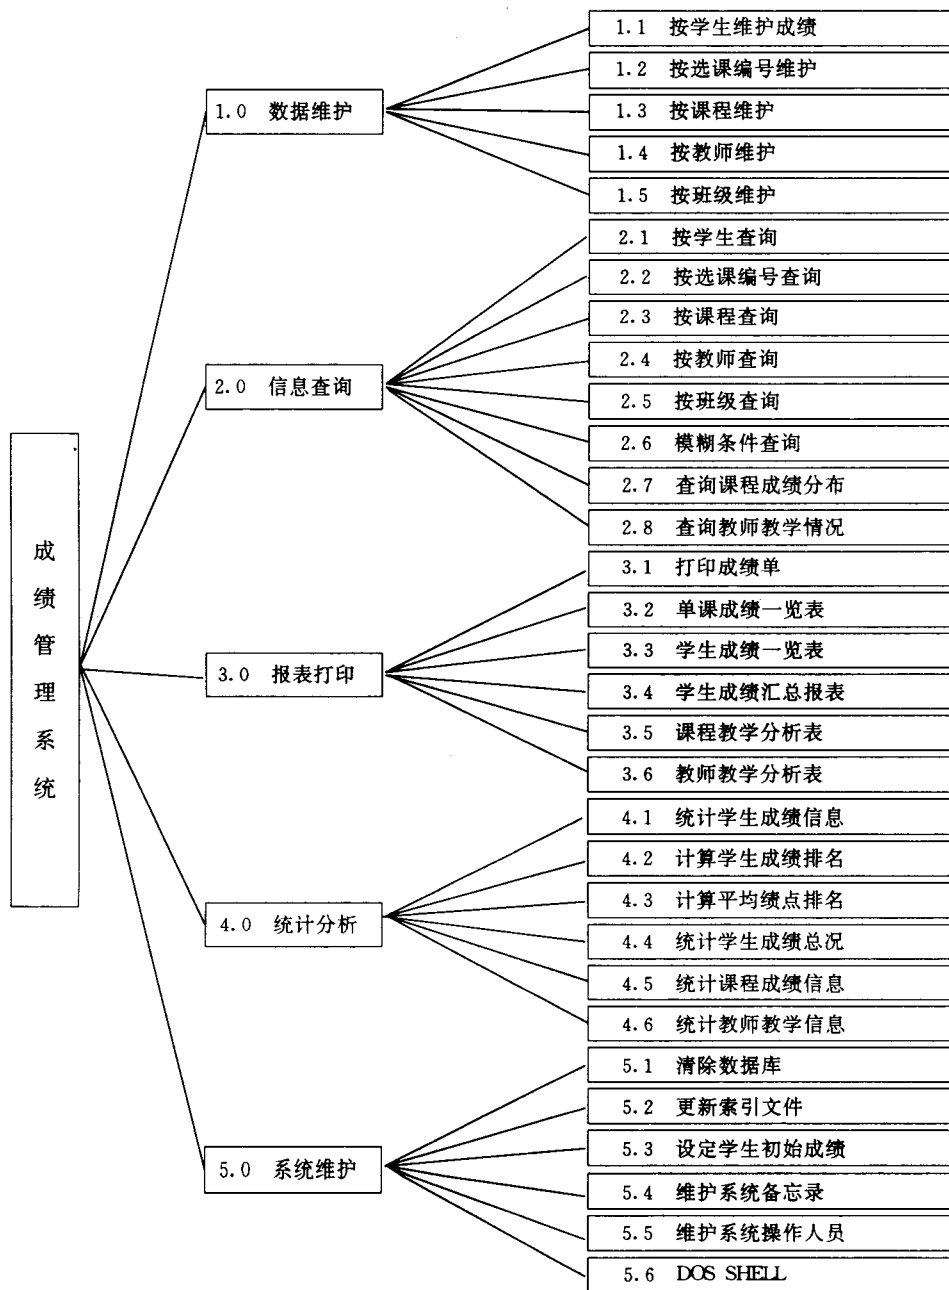 成绩管理系统
1.0 数据维护
1.1 按学生维护成绩
1.2 按选课编号维护
1.3 按课程维护
1.4 按教师维护
1.5 按班级维护
2.0 信息查询
2.1 按学生查询
2.2 按选课编号查询
2.3 按课程查询
2.4 按教师查询
2.5 按班级查询
2.6 模糊条件查询
2.7 查询课程成绩分布
2.8 查询教师教学情况
3.0 报表打印
3.1 打印成绩单
3.2 单课成绩一览表
3.3 学生成绩一览表
3.4 学生成绩汇总报表
3.5 课程教学分析表
3.6 教师教学分析表
4.0 统计分析
4.1 统计学生成绩信息
4.2 计算学生成绩排名
4.3 计算平均绩点排名
4.4 统计学生成绩总况
4.5 统计课程成绩信息
4.6 统计教师教学信息
5.0 系统维护
5.1 清除数据库
5.2 更新索引文件
5.3 设定学生初始成绩
5.4 维护系统备忘录
5.5 维护系统操作人员
5.6 DOS SHELL